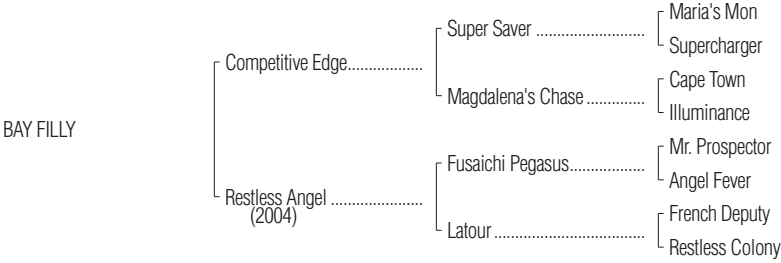 Maria's Mon
Super Saver ..........................
Supercharger
Competitive Edge..................
Cape Town
Magdalena's Chase ..............
Illuminance
BAY FILLY
Mr. Prospector
Fusaichi Pegasus..................
Angel Fever
Restless Angel ......................
(2004)
French Deputy
Latour ....................................
Restless Colony